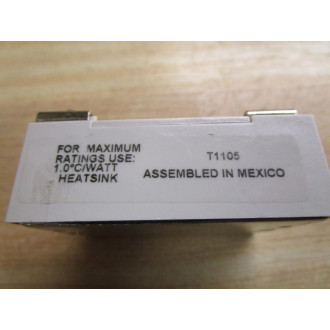 FOR MAXIMUM
RATINGS USE:
1.0°C/WATT
HEATSINK
T1105
ASSEMBLED IN MEXICO